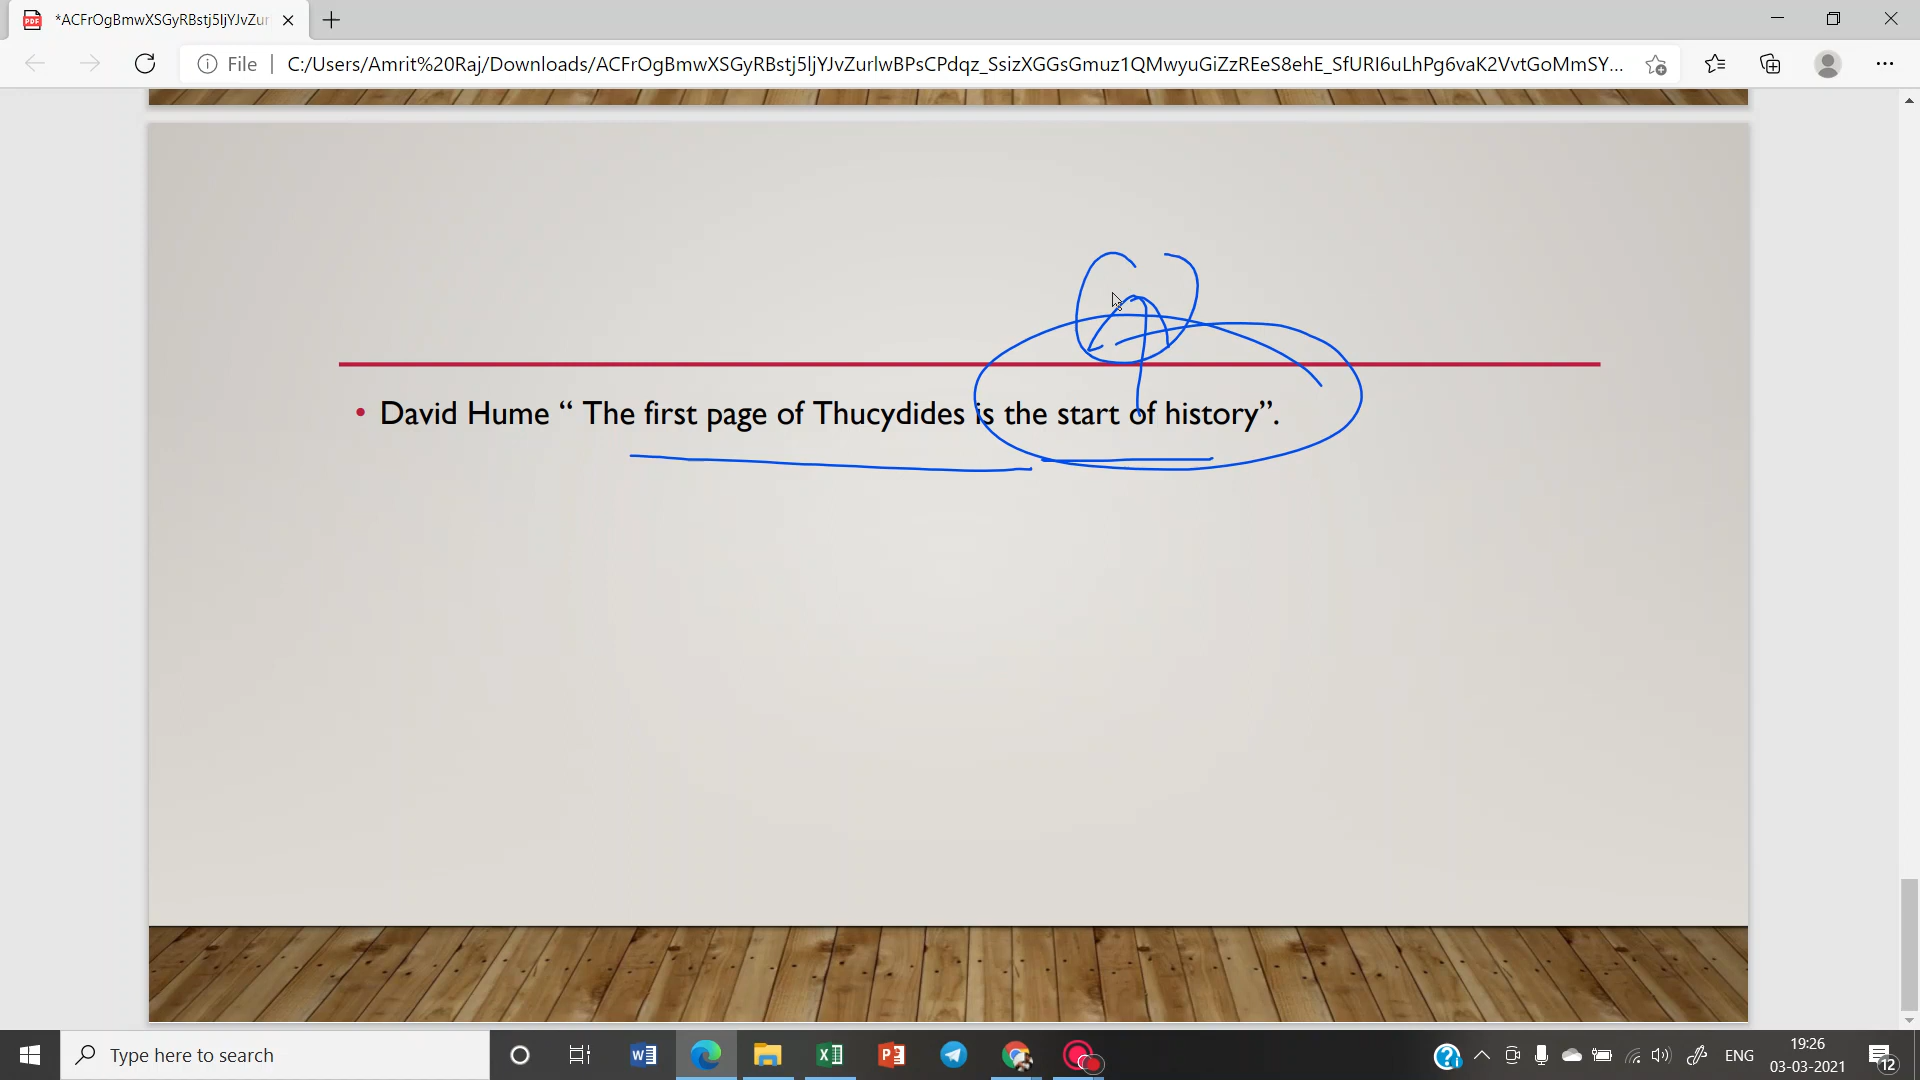 *ACFrOgBmwXSGyRBstj5ljYJvZur
File
C:/Users/Amrit%20Raj/Downloads/ACFrOgBmwXSGyRBstj5ljYJvZurlwBPsCPdqz_SsizXGGsGmuz1QMwyuGiZzREeS8ehE_SfURl6uLhPg6vaK2VvtGoMmSY...
• David Hume “ The first page of Thucydides is the start of history”.
Type here to search
ENG
19:26
03-03-2021
12